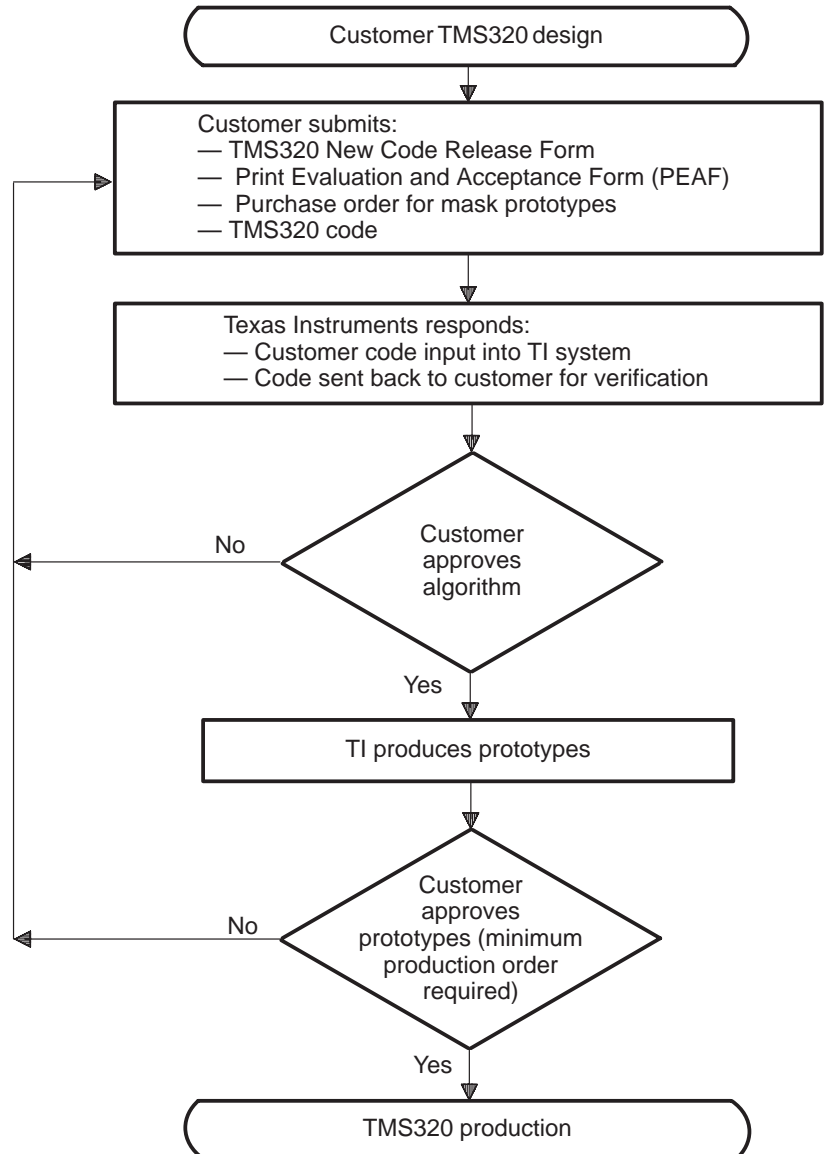 Customer TMS320 design
Customer submits:
— TMS320 New Code Release Form
— Print Evaluation and Acceptance Form (PEAF)
— Purchase order for mask prototypes
— TMS320 code
Texas Instruments responds:
— Customer code input into TI system
— Code sent back to customer for verification
No
Customer
approves
algorithm
Yes
TI produces prototypes
No
Customer
approves
prototypes (minimum
production order
required)
Yes
TMS320 production